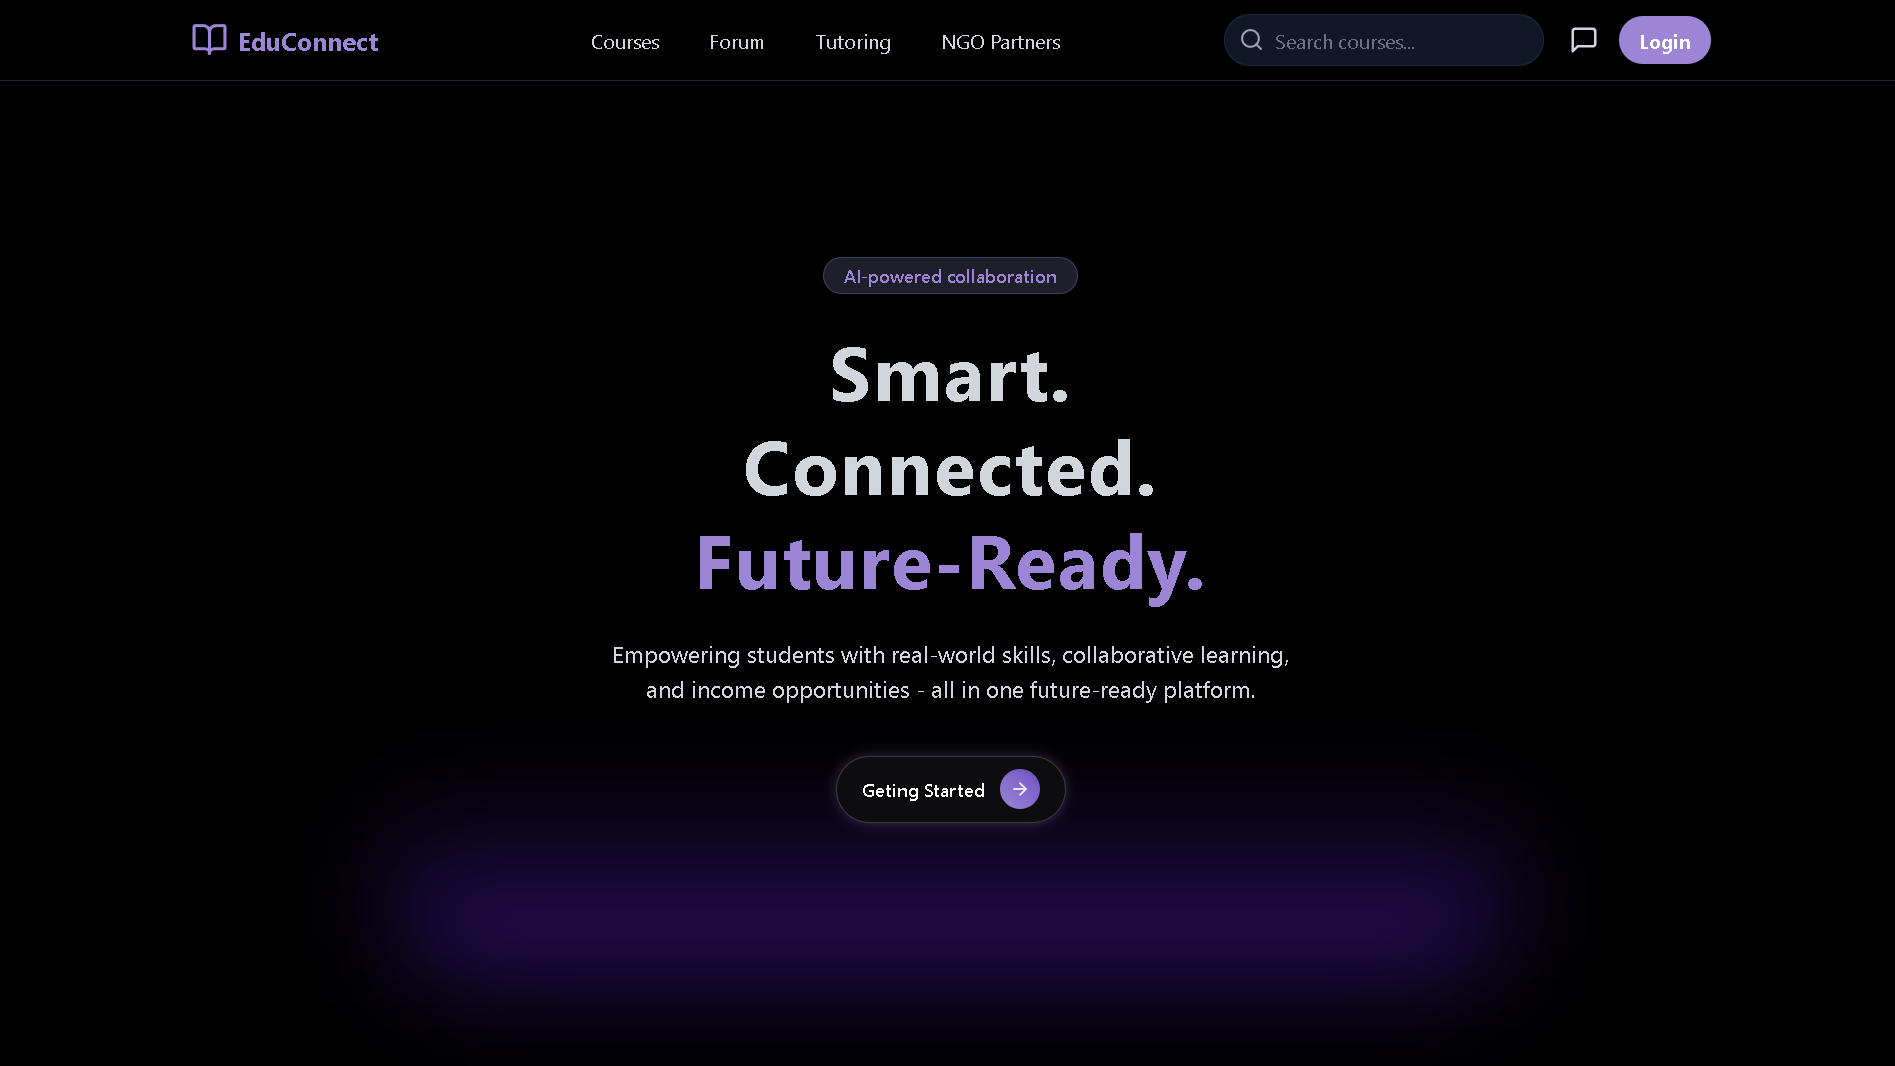 EduConnect
Courses
Forum
Tutoring
NGO Partners
Search courses...
Login
AI-powered collaboration
Smart.
Connected.
Future-Ready.
Empowering students with real-world skills, collaborative learning,
and income opportunities - all in one future-ready platform.
Geting Started